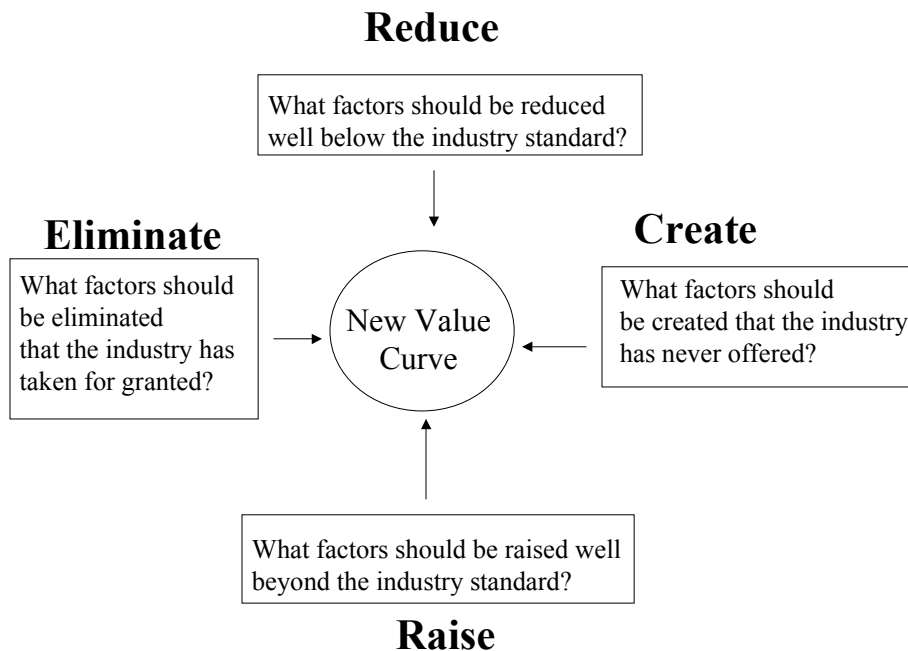 Reduce
What factors should be reduced
well below the industry standard?
Eliminate
What factors should
be eliminated
that the industry has
taken for granted?
New Value
Curve
Create
What factors should
be created that the industry
has never offered?
What factors should be raised well
beyond the industry standard?
Raise